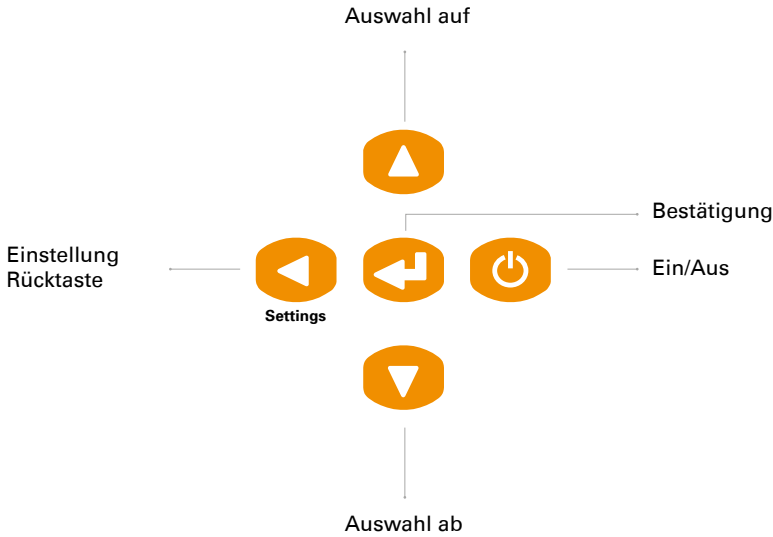 Auswahl auf
Bestätigung
Einstellung
Rücktaste
Ein/Aus
Settings
Auswahl ab